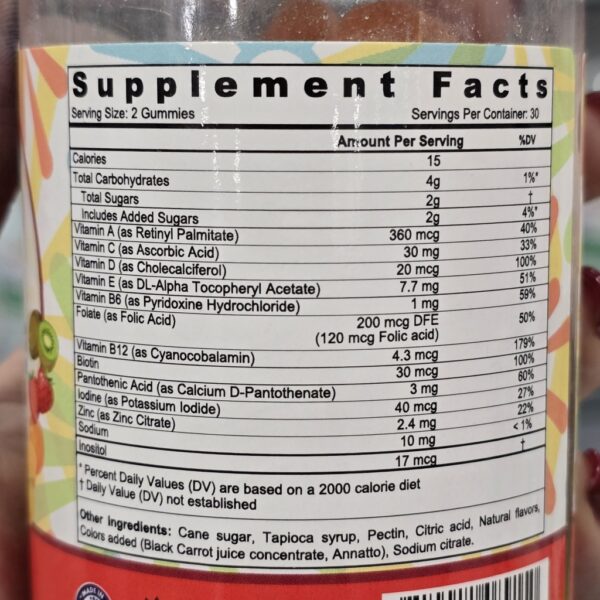 Supplement Facts
Serving Size: 2 Gummies Servings Per Container: 30
Amount Per Serving %DV
Calories 15
Total Carbohydrates 4g 1%*
Total Sugars 2g †
Includes Added Sugars 2g 4%*
Vitamin A (as Retinyl Palmitate) 360 mcg 40%
Vitamin C (as Ascorbic Acid) 30 mg 33%
Vitamin D (as Cholecalciferol) 20 mcg 100%
Vitamin E (as DL-Alpha Tocopheryl Acetate) 7.7 mg 51%
Vitamin B6 (as Pyridoxine Hydrochloride) 1 mg 59%
Folate (as Folic Acid) 200 mcg DFE 50%
(120 mcg Folic acid)
Vitamin B12 (as Cyanocobalamin) 4.3 mcg 179%
Biotin 30 mcg 100%
Pantothenic Acid (as Calcium D-Pantothenate) 3 mg 60%
Iodine (as Potassium Iodide) 40 mcg 27%
Zinc (as Zinc Citrate) 2.4 mg 22%
Sodium 10 mg < 1%
Inositol 17 mcg †
* Percent Daily Values (DV) are based on a 2000 calorie diet
† Daily Value (DV) not established
Other Ingredients: Cane sugar, Tapioca syrup, Pectin, Citric acid, Natural flavors,
Colors added (Black Carrot juice concentrate, Annatto), Sodium citrate.
MADE IN